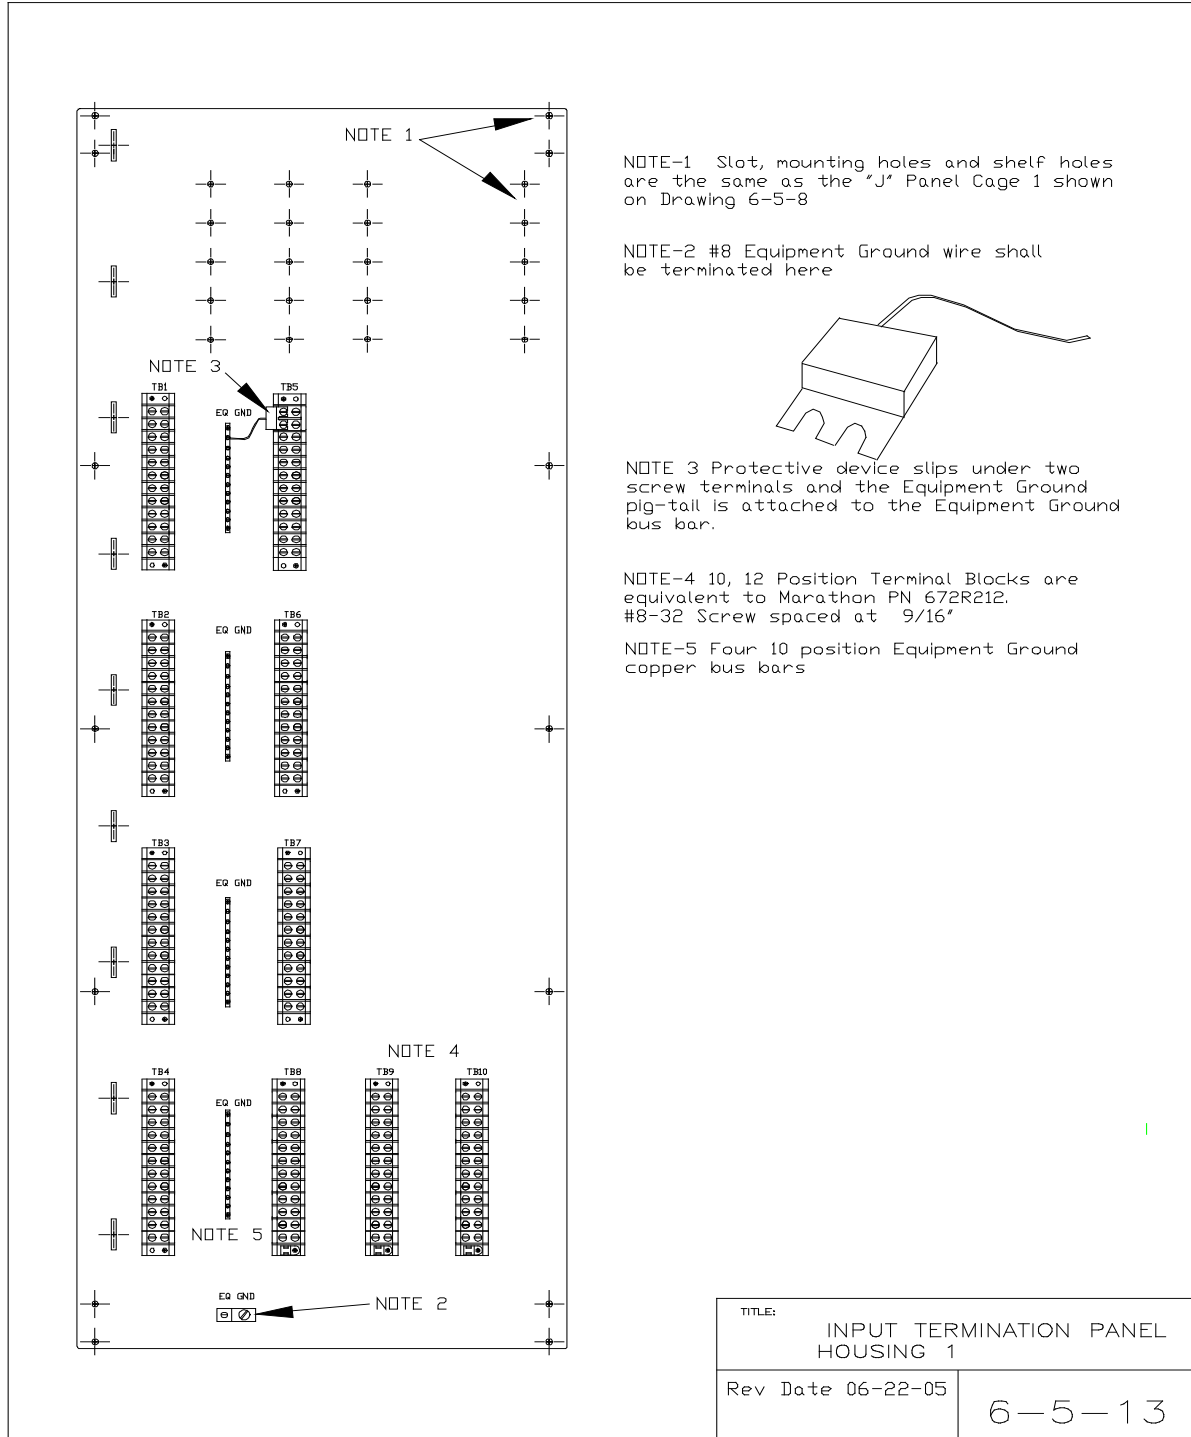 NOTE 1
NOTE-1 Slot, mounting holes and shelf holes
are the same as the "J" Panel Cage 1 shown
on Drawing 6-5-8
NOTE-2 #8 Equipment Ground wire shall
be terminated here
NOTE 3
TB1
TB5
EQ GND
NOTE 3 Protective device slips under two
screw terminals and the Equipment Ground
pig-tail is attached to the Equipment Ground
bus bar.
NOTE-4 10, 12 Position Terminal Blocks are
equivalent to Marathon PN 672R212.
#8-32 Screw spaced at 9/16"
NOTE-5 Four 10 position Equipment Ground
copper bus bars
TB2
TB6
EQ GND
TB3
TB7
EQ GND
NOTE 4
TB4
TB8
TB9
TB10
EQ GND
NOTE 5
EQ GND
NOTE 2
TITLE:
INPUT TERMINATION PANEL
HOUSING 1
Rev Date 06-22-05
6-5-13